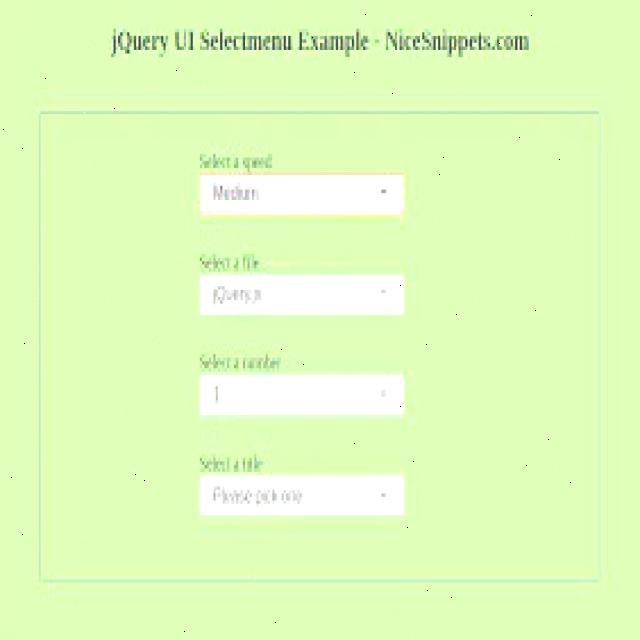 jQuery UI Selectmenu Example - NiceSnippets.com
Select a speed
Medium
Select a file
jQuery.js
Select a number
1
Select a title
Please pick one